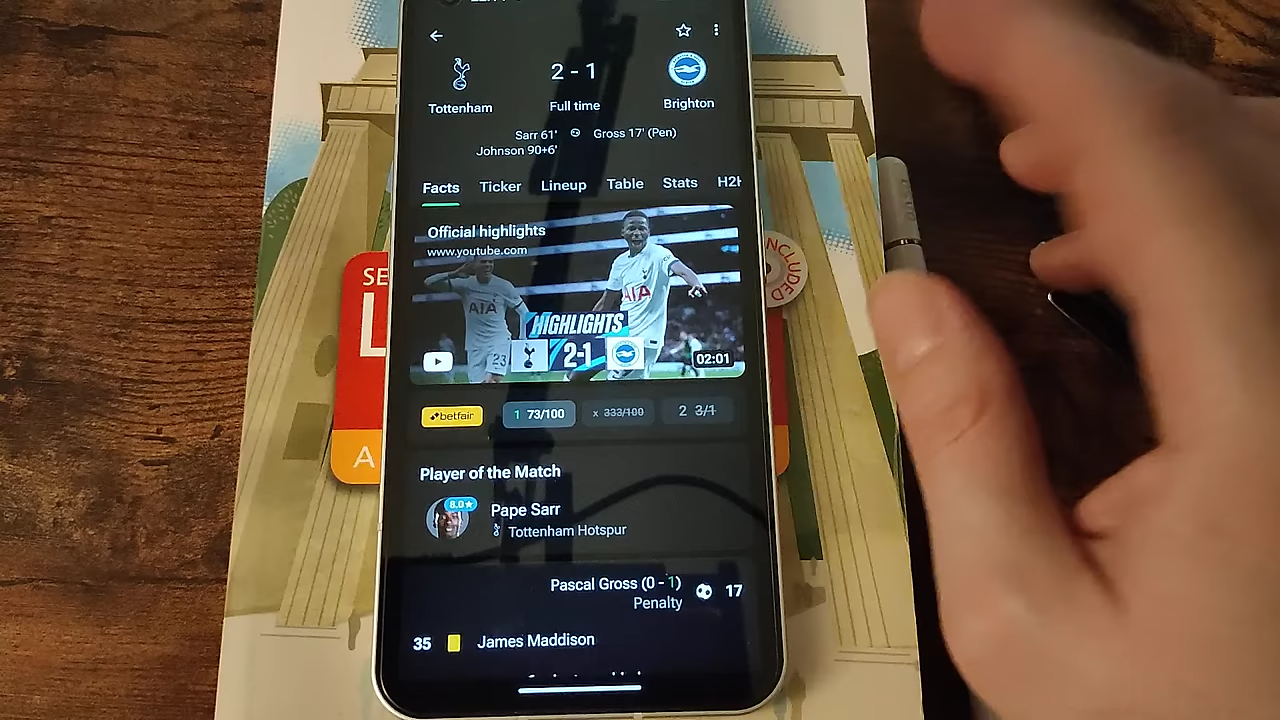 2 - 1
Tottenham
Full time
Brighton
Sarr 61'
Gross 17' (Pen)
Johnson 90+6'
Facts
Ticker
Lineup
Table
Stats
H2H
Official highlights
www.youtube.com
AIA
AIA
23
HIGHLIGHTS
2-1
02:01
betfair
1 73/100
x 333/100
2 3/1
Player of the Match
8.0
Pape Sarr
Tottenham Hotspur
Pascal Gross (0 - 1)
17
Penalty
35
James Maddison
SE
L
A
INCLUDED